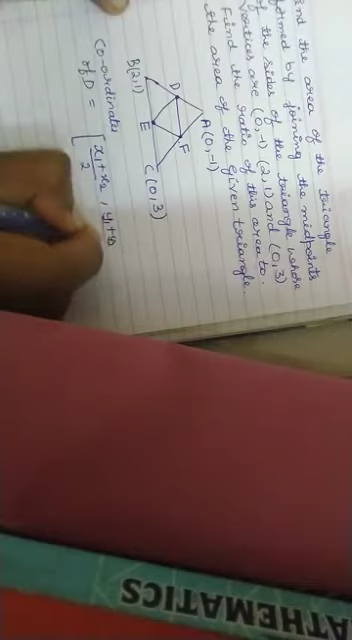 ind the area of the triangle
formed by joining the midpoints
of the sides of the triangle whose
vertices are (0,-1) (2,1) and (0,3)
Find the ratio of this area to
the area of the given triangle.
A (0,-1)
D
F
E
B(2,1)
C (0,3)
Co-ordinates
of D = [x₁+x₂/2, y₁+y
MATHEMATICS